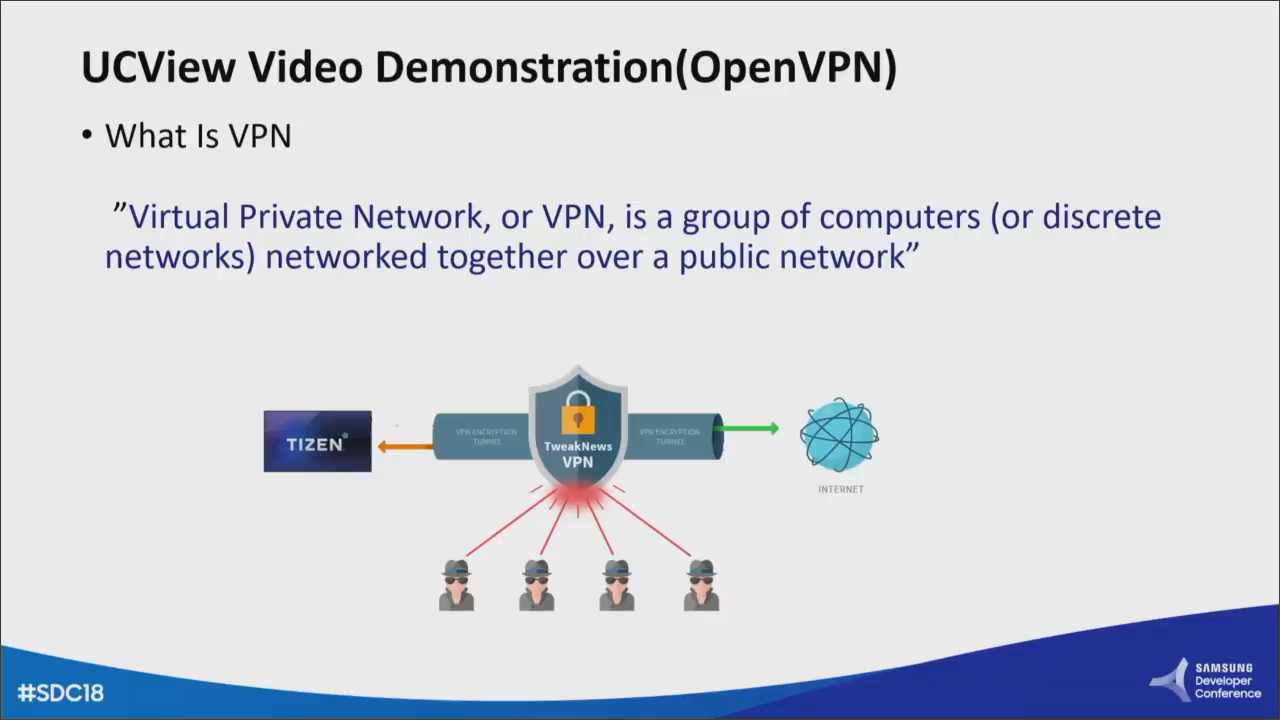 UCView Video Demonstration(OpenVPN)
• What Is VPN
”Virtual Private Network, or VPN, is a group of computers (or discrete
networks) networked together over a public network”
TIZEN
VPN ENCRYPTION
TUNNEL
TweakNews
VPN
VPN ENCRYPTION
TUNNEL
INTERNET
#SDC18
SAMSUNG
Developer
Conference